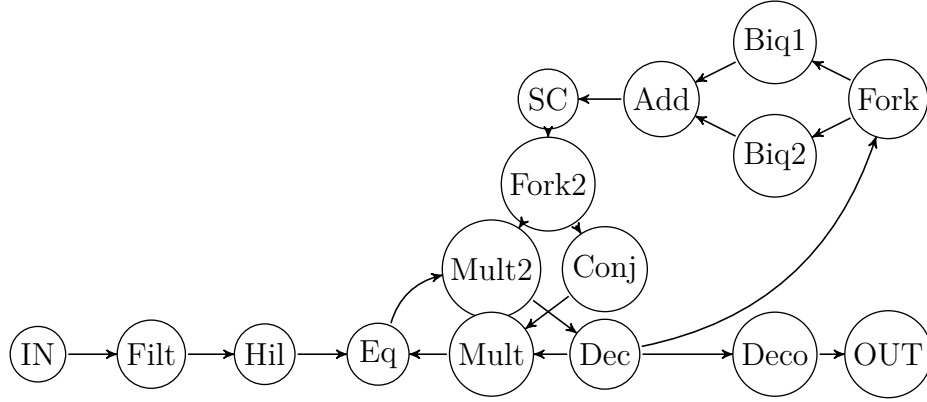 Biq1
SC
Add
Fork
Biq2
Fork2
Mult2
Conj
IN
Filt
Hil
Eq
Mult
Dec
Deco
OUT